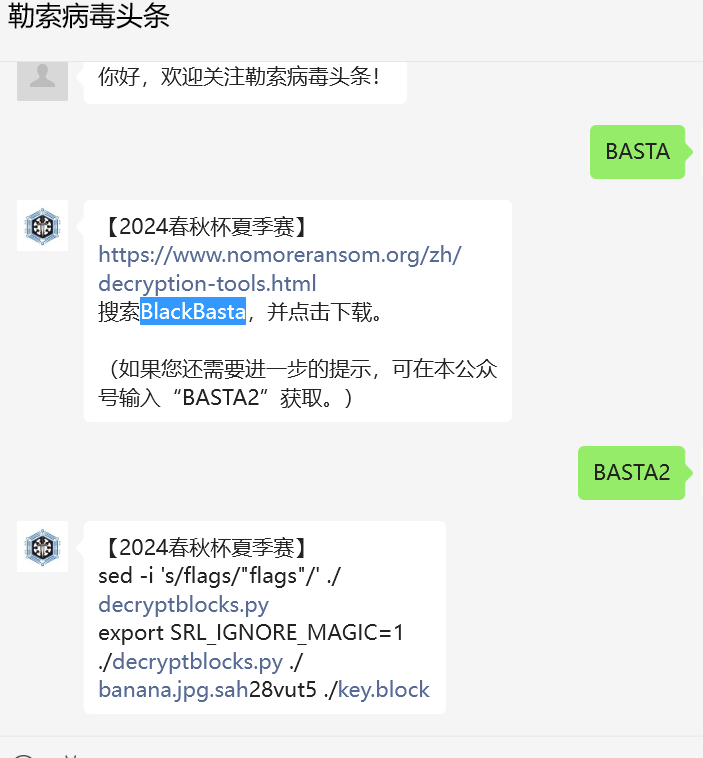 勒索病毒头条
你好，欢迎关注勒索病毒头条！
BASTA
【2024春秋杯夏季赛】
https://www.nomoreransom.org/zh/
decryption-tools.html
搜索BlackBasta，并点击下载。
（如果您还需要进一步的提示，可在本公众
号输入“BASTA2”获取。）
BASTA2
【2024春秋杯夏季赛】
sed -i 's/flags/"flags"/' ./
decryptblocks.py
export SRL_IGNORE_MAGIC=1
./decryptblocks.py ./
banana.jpg.sah28vut5 ./key.block